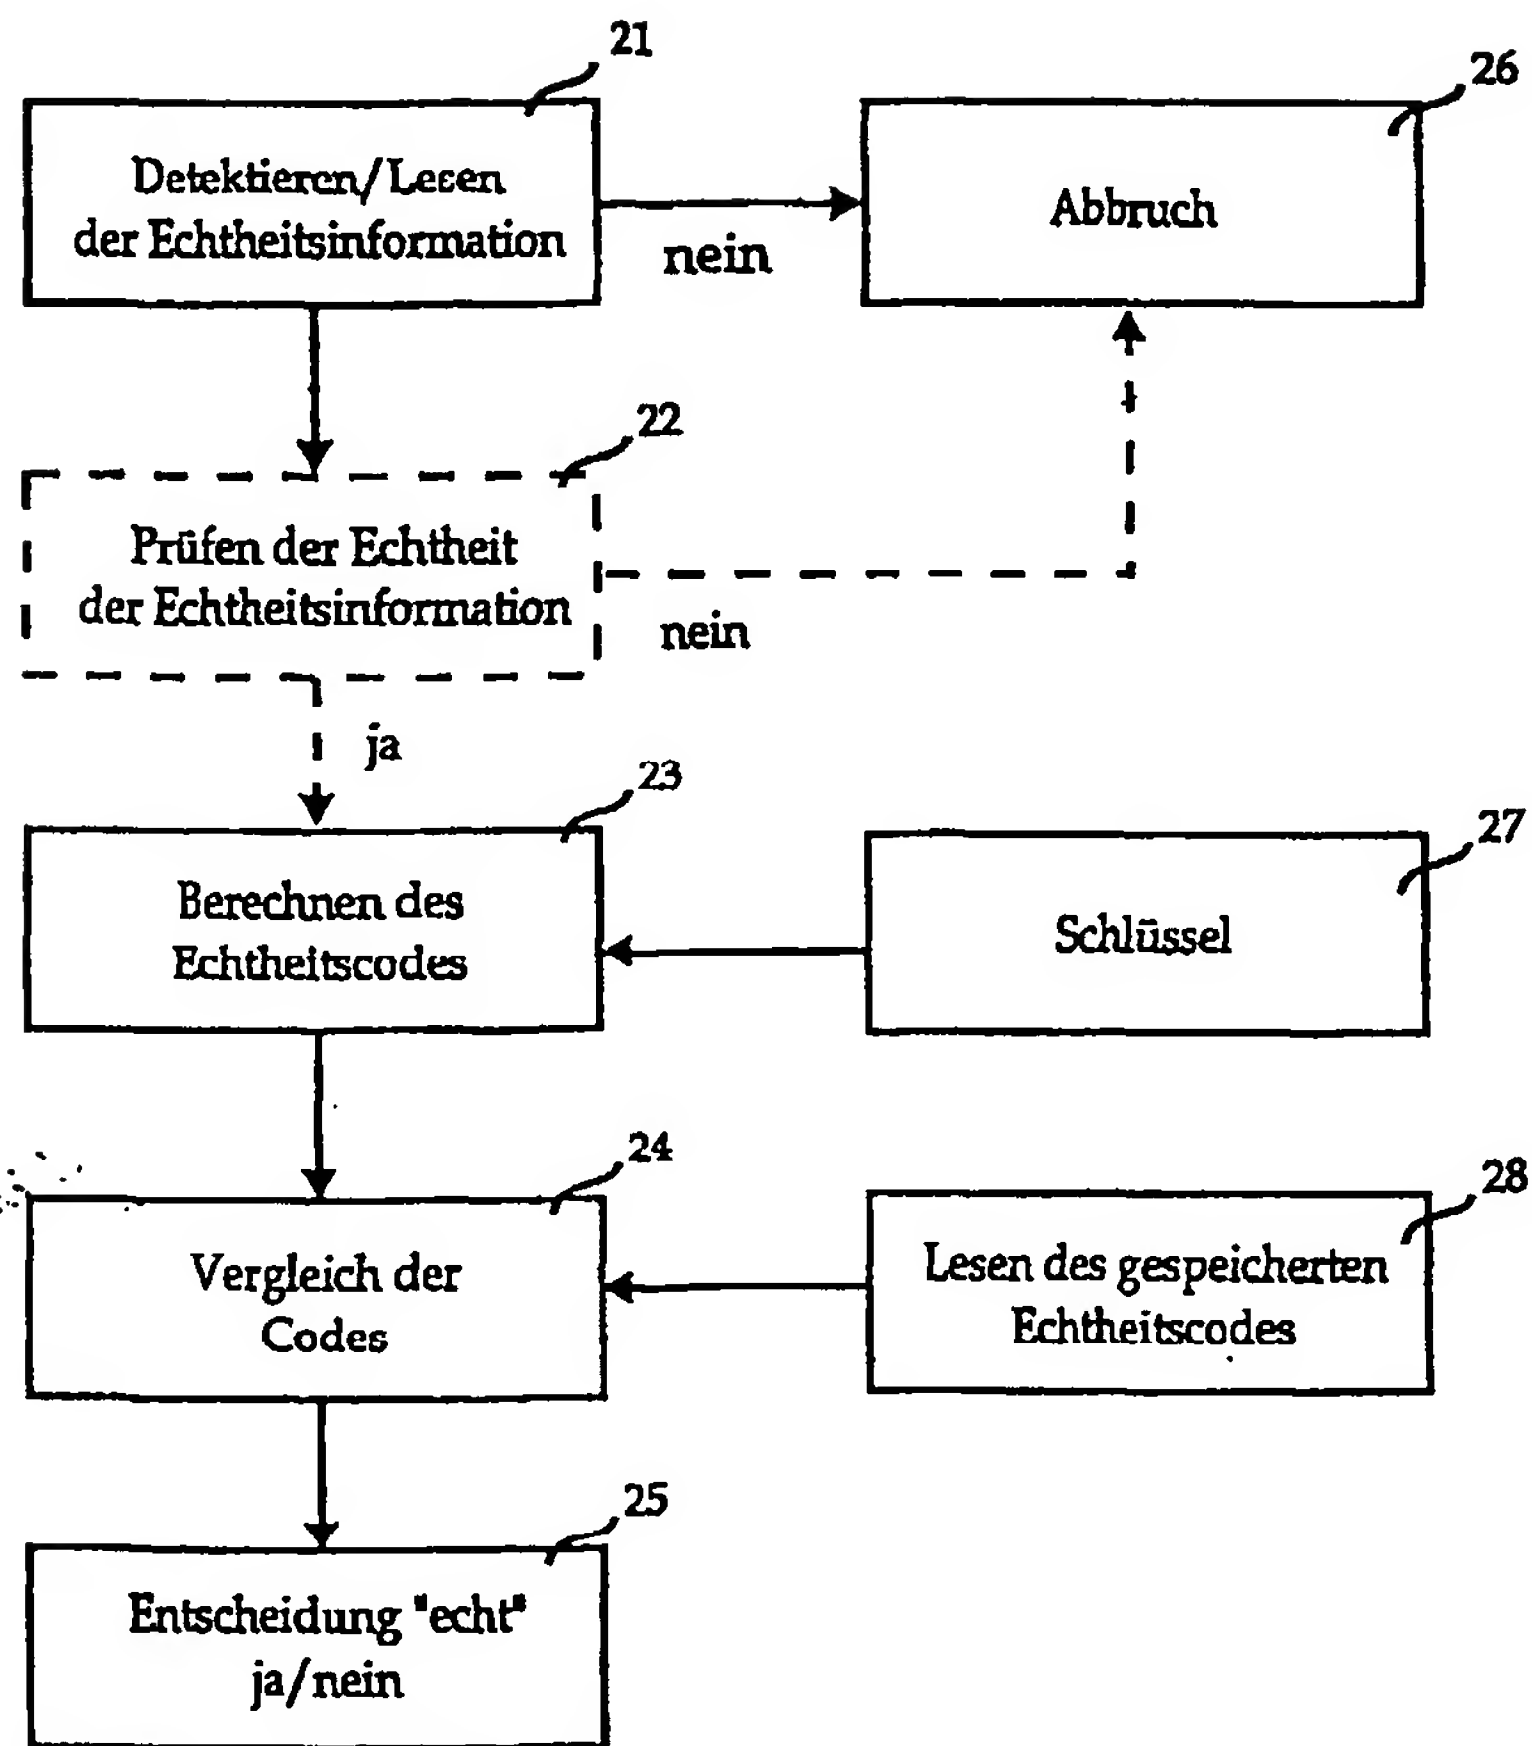 21
26
Detektieren/Lesen
der Echtheitsinformation
nein
Abbruch
22
Prüfen der Echtheit
der Echtheitsinformation
nein
ja
23
27
Berechnen des
Echtheitscodes
Schlüssel
24
28
Vergleich der
Codes
Lesen des gespeicherten
Echtheitscodes
25
Entscheidung "echt"
ja/nein